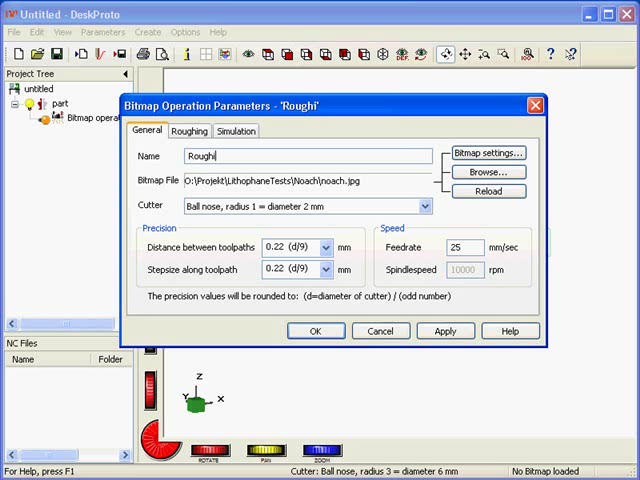 Untitled - DeskProto
File Edit View Parameters Create Options Help
Project Tree
untitled
part
Bitmap operat
Bitmap Operation Parameters - 'Roughi'
General Roughing Simulation
Name Roughi
Bitmap settings...
Bitmap File O:\Projekt\LithophaneTests\Noach\noach.jpg
Browse...
Reload
Cutter Ball nose, radius 1 = diameter 2 mm
Precision Speed
Distance between toolpaths 0.22 (d/9) mm Feedrate 25 mm/sec
Stepsize along toolpath 0.22 (d/9) mm Spindlespeed 10000 rpm
The precision values will be rounded to: (d=diameter of cutter) / (odd number)
OK Cancel Apply Help
NC Files
Name Folder
Z
Y X
ROTATE PAN ZOOM
For Help, press F1 Cutter: Ball nose, radius 3 = diameter 6 mm No Bitmap loaded